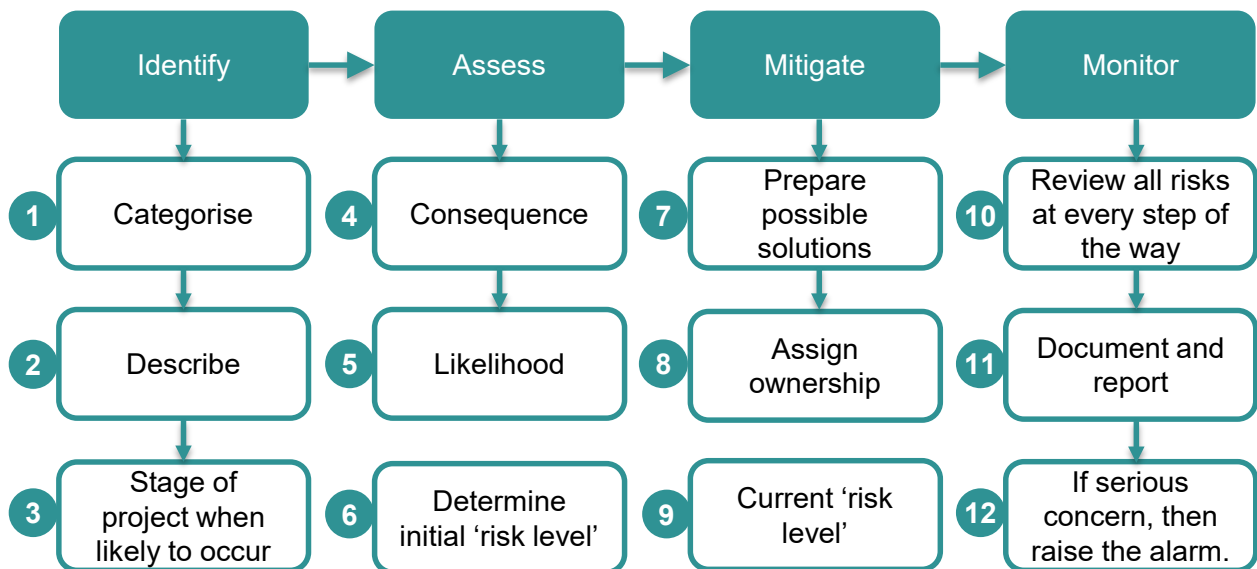 Identify
Assess
Mitigate
Monitor
1
Categorise
2
Describe
3
Stage of
project when
likely to occur
4
Consequence
5
Likelihood
6
Determine
initial ‘risk level’
7
Prepare
possible
solutions
8
Assign
ownership
9
Current ‘risk
level’
10
Review all risks
at every step of
the way
11
Document and
report
12
If serious
concern, then
raise the alarm.